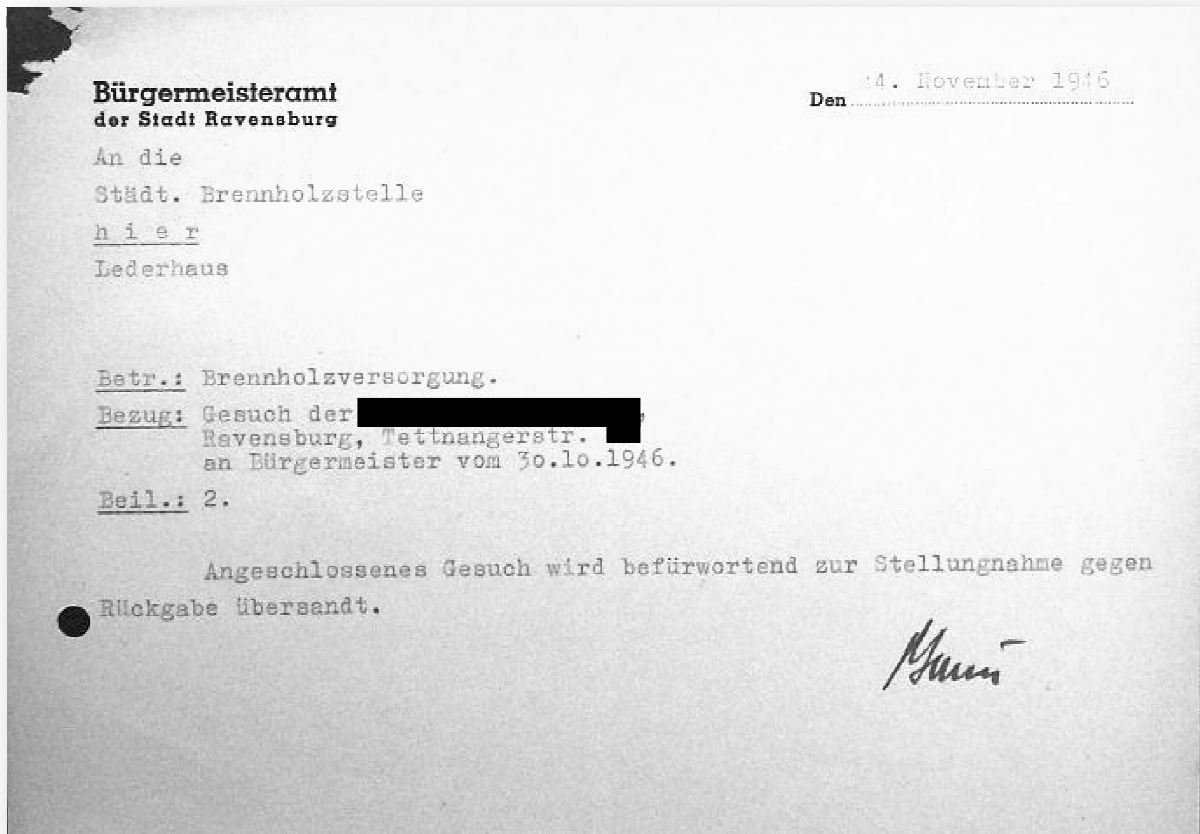 Bürgermeisteramt
der Stadt Ravensburg
Den 4. November 1946
An die
Städt. Brennholzstelle
h i e r
Lederhaus
Betr.: Brennholzversorgung.
Bezug: Gesuch der ,
Ravensburg, Tettnangerstr.
an Bürgermeister vom 30.10.1946.
Beil.: 2.
Angeschlossenes Gesuch wird befürwortend zur Stellungnahme gegen
Rückgabe übersandt.